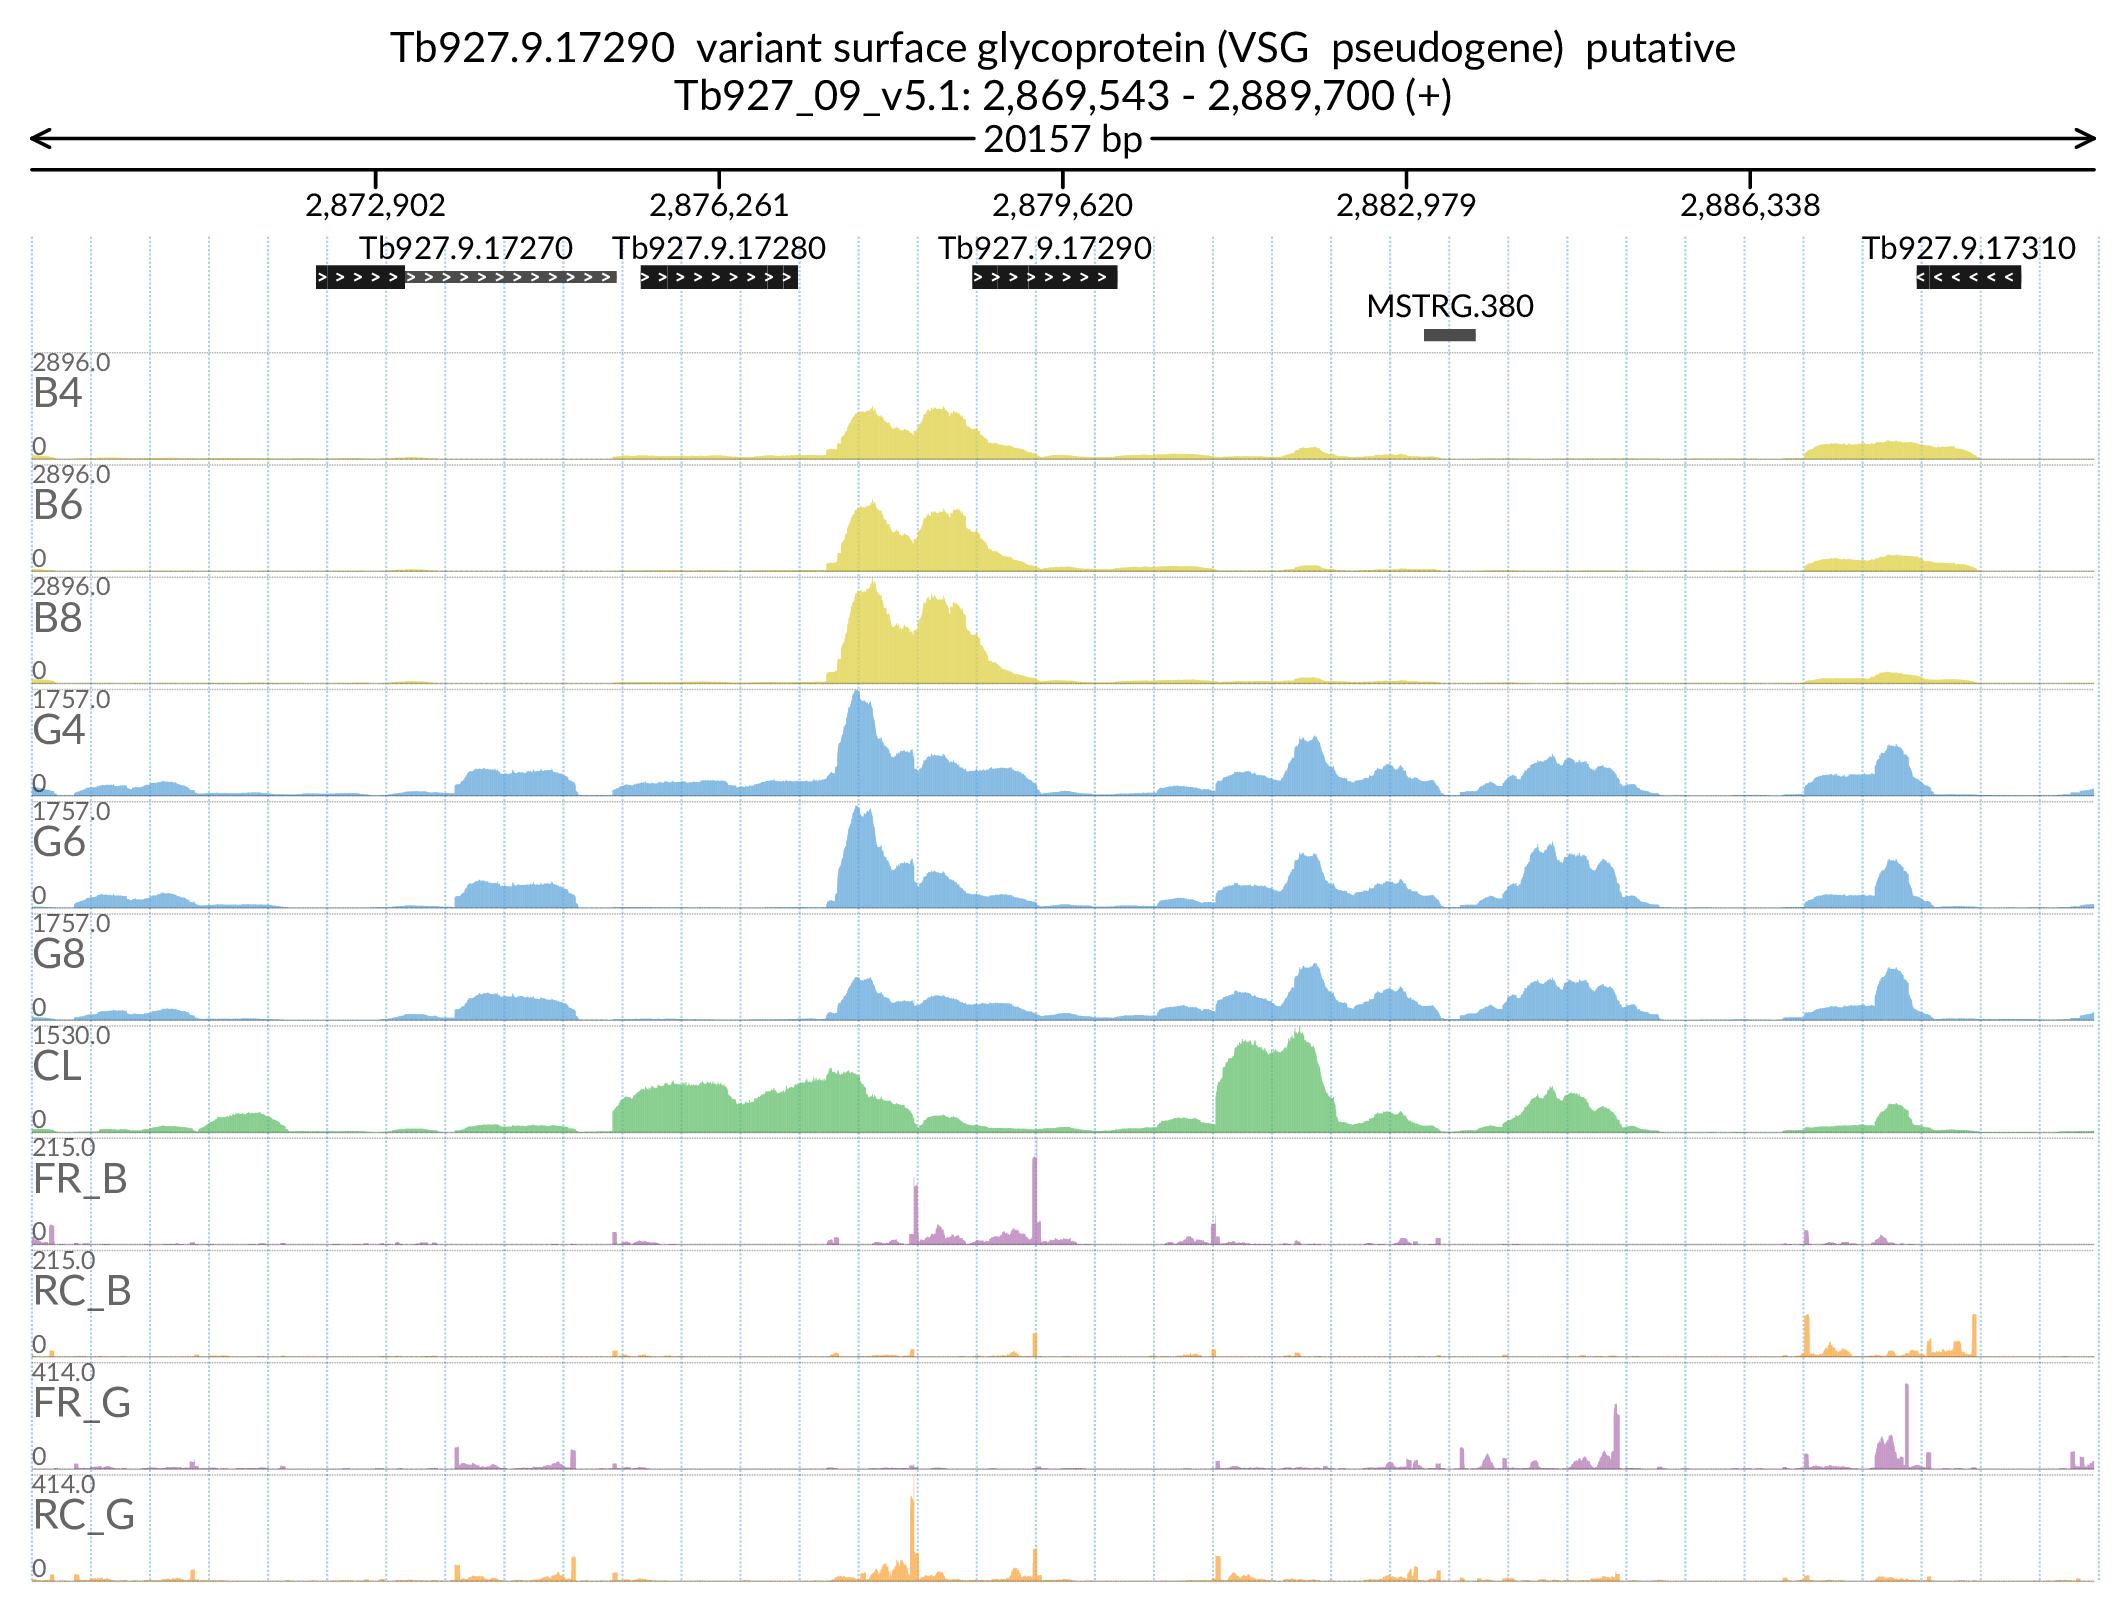 Tb927.9.17290  variant surface glycoprotein (VSG  pseudogene)  putative
Tb927_09_v5.1: 2,869,543 - 2,889,700 (+)
20157 bp
2,872,902 2,876,261 2,879,620 2,882,979 2,886,338
Tb927.9.17270 Tb927.9.17280 Tb927.9.17290 Tb927.9.17310
MSTRG.380
2896.0
B4
0
2896.0
B6
0
2896.0
B8
0
1757.0
G4
0
1757.0
G6
0
1757.0
G8
0
1530.0
CL
0
215.0
FR_B
0
215.0
RC_B
0
414.0
FR_G
0
414.0
RC_G
0